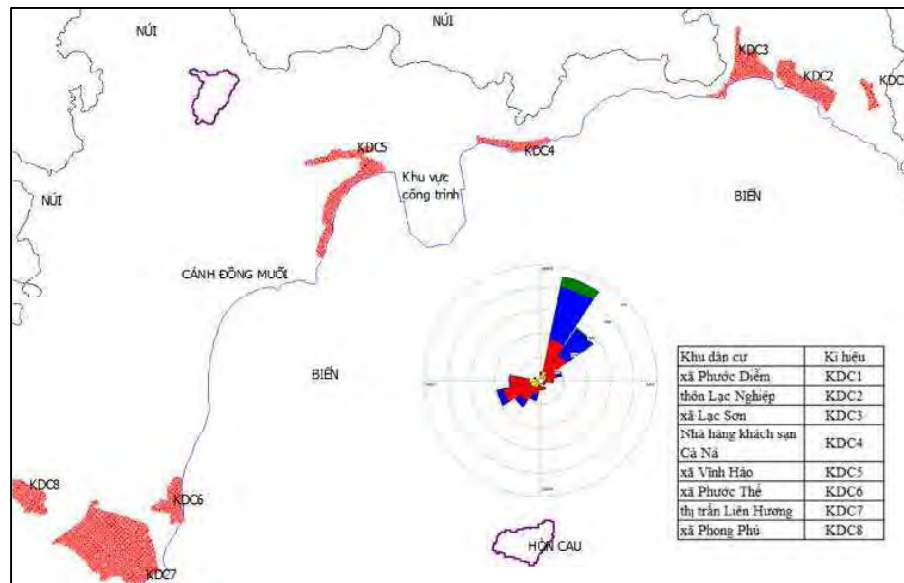 NÚI
NÚI
KDC3
KDC2
KDC
KDC5
KDC4
Khu vực
công trình
NÚI
BIỂN
CÁNH ĐỒNG MUỐI
BIỂN
Khu dân cư Kí hiệu
xã Phước Diễm KDC1
thôn Lạc Nghiệp KDC2
xã Lạc Sơn KDC3
Nhà hàng khách sạn
Cà Ná KDC4
xã Vĩnh Hảo KDC5
xã Phước Thể KDC6
thị trấn Liên Hương KDC7
xã Phong Phú KDC8
KDC8
KDC6
HÒN CAU
KDC7